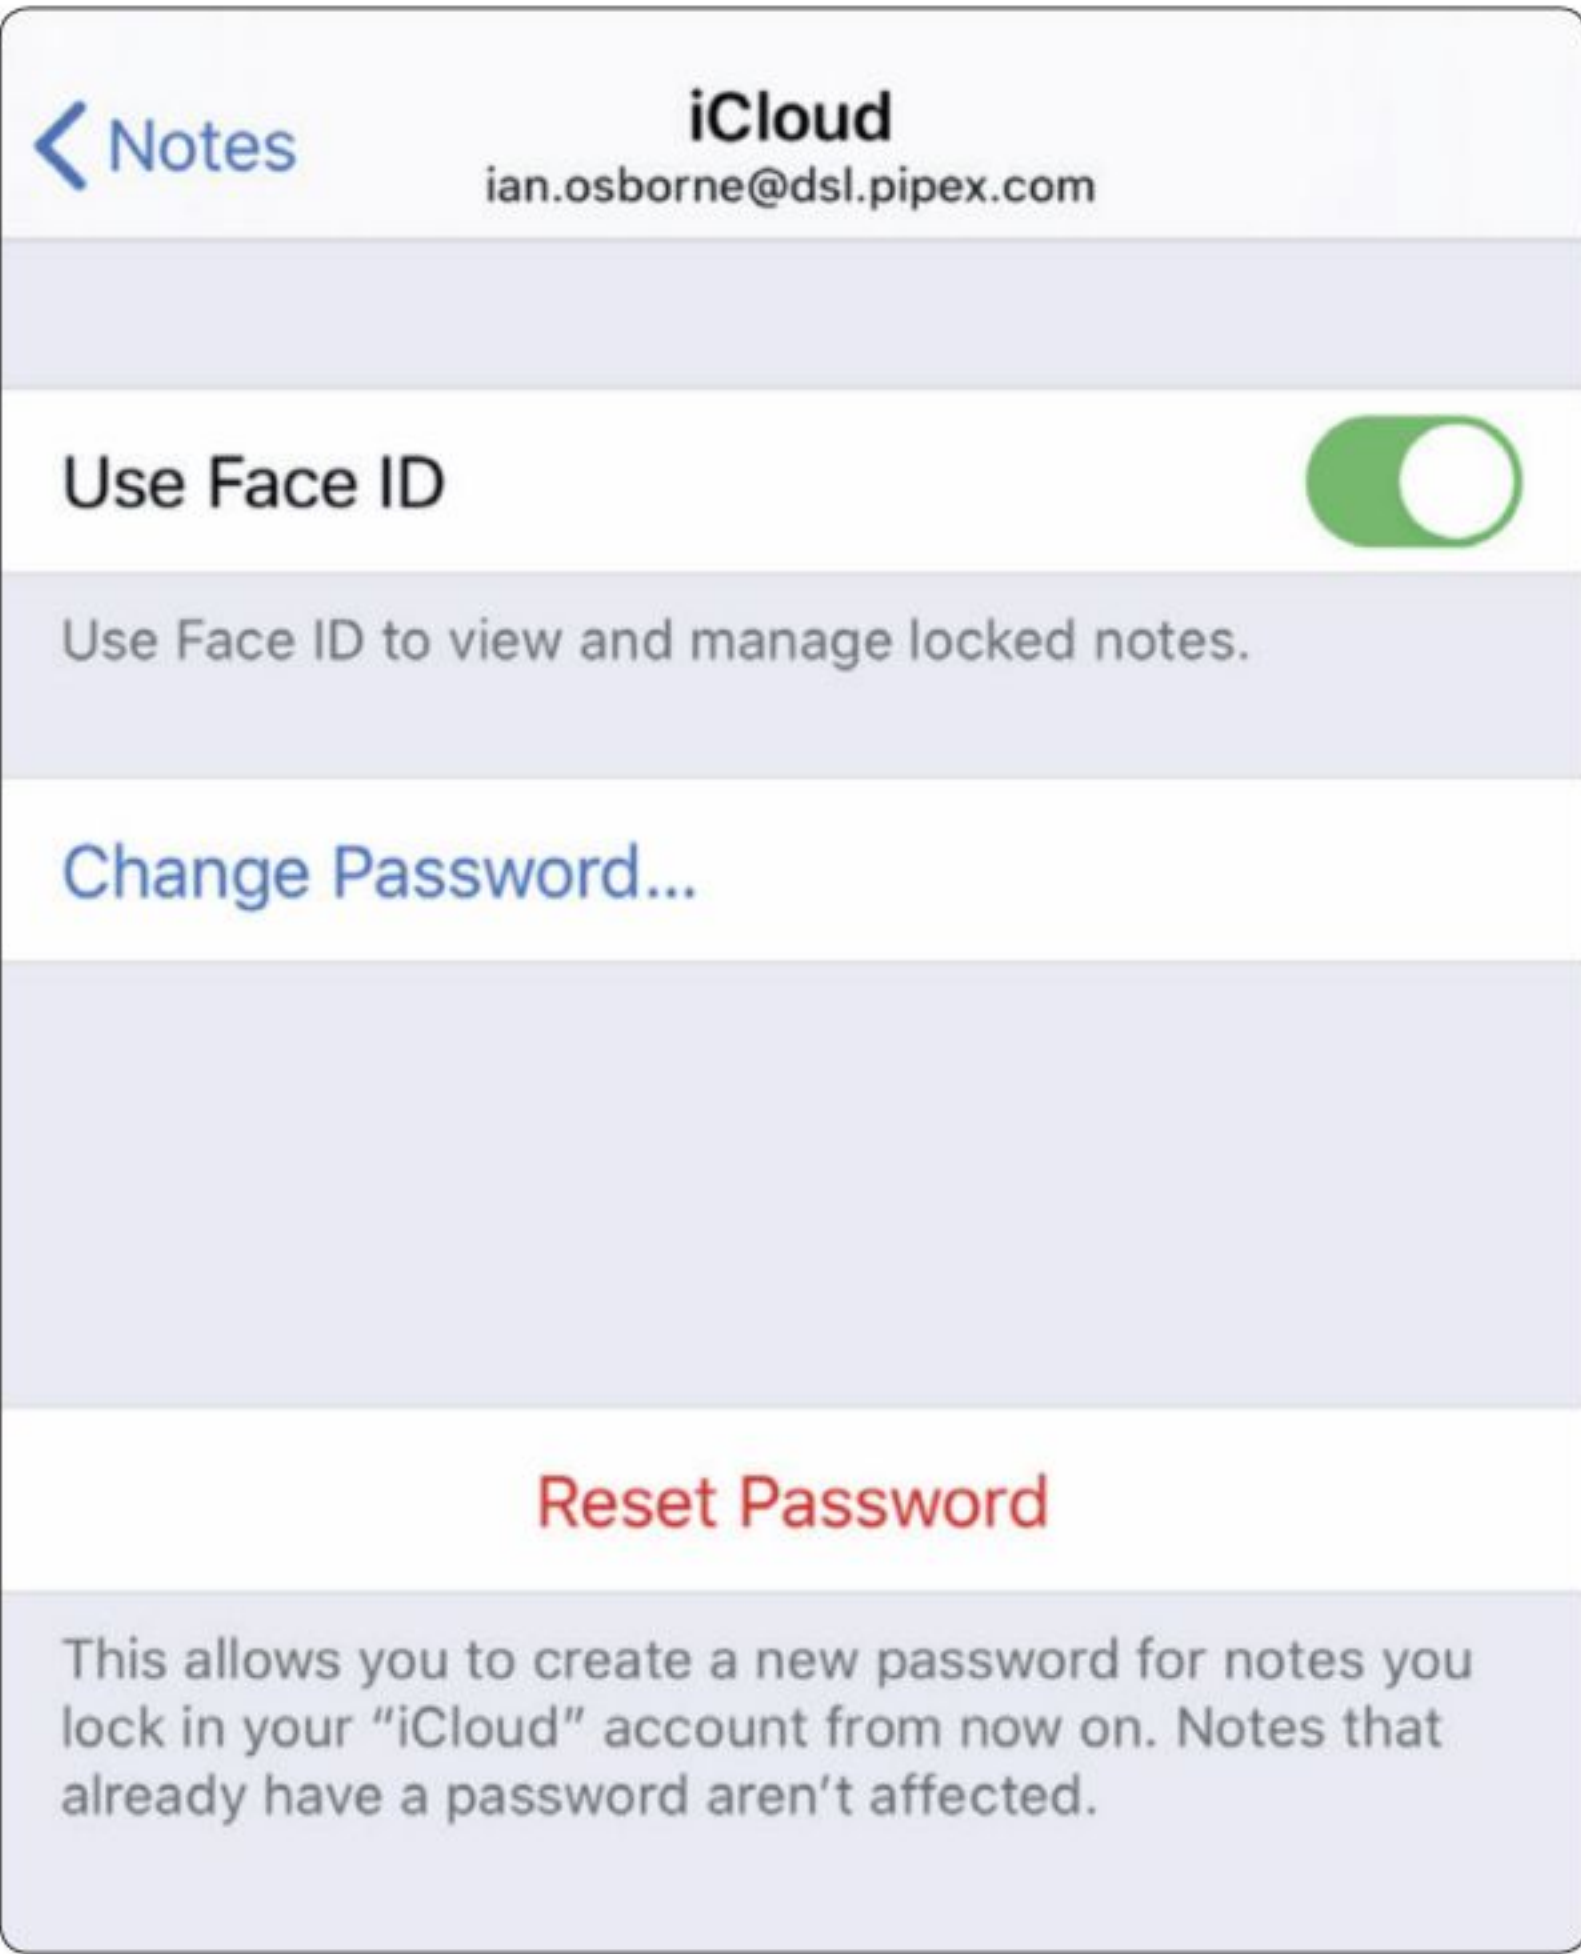 Notes
iCloud
ian.osborne@dsl.pipex.com
Use Face ID
Use Face ID to view and manage locked notes.
Change Password...
Reset Password
This allows you to create a new password for notes you
lock in your “iCloud” account from now on. Notes that
already have a password aren’t affected.